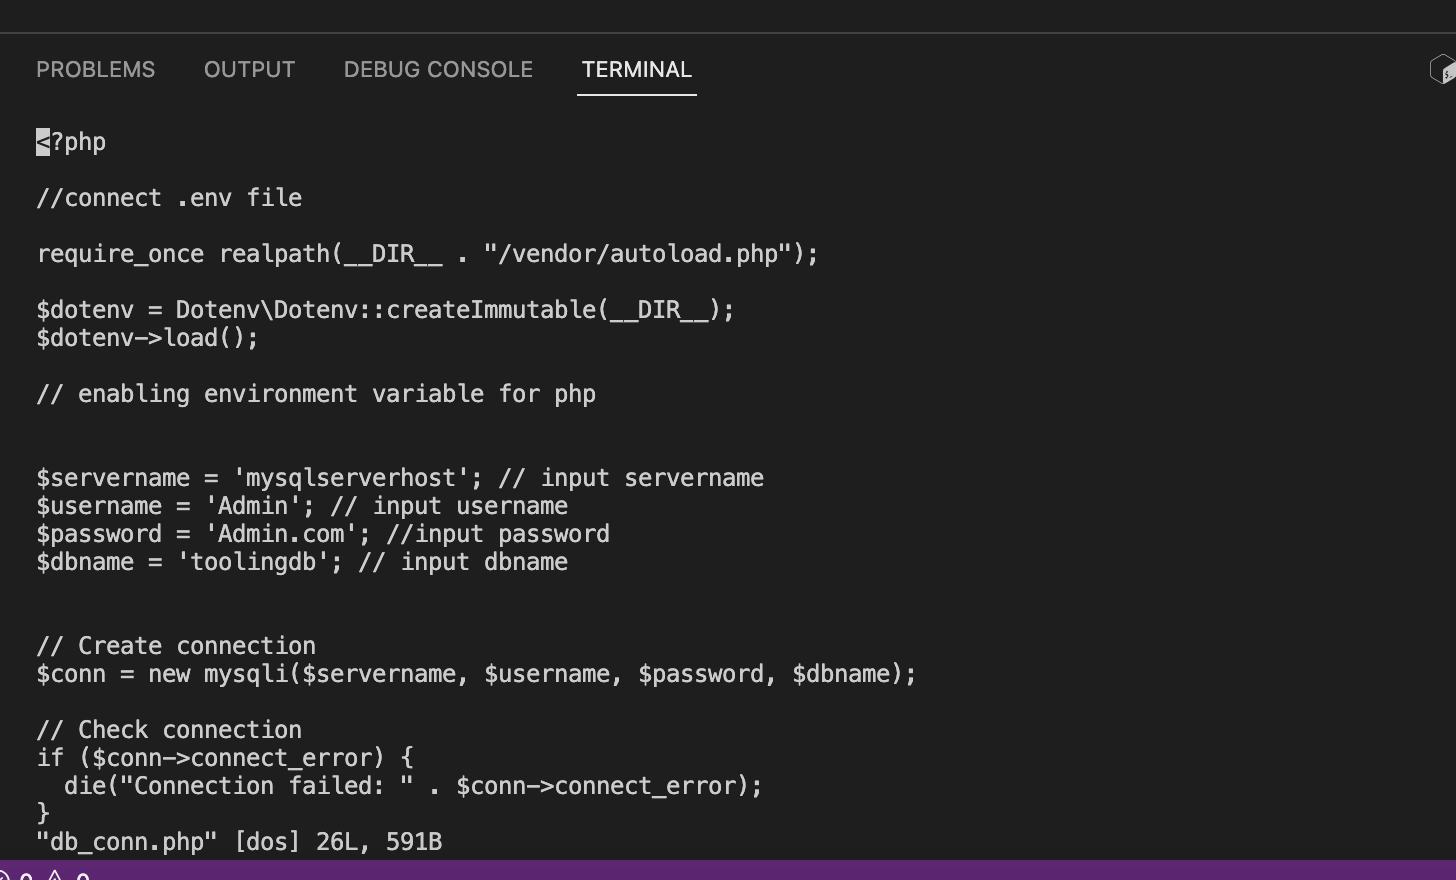 PROBLEMS OUTPUT DEBUG CONSOLE TERMINAL
<?php
//connect .env file
require_once realpath(__DIR__ . "/vendor/autoload.php");
$dotenv = Dotenv\Dotenv::createImmutable(__DIR__);
$dotenv->load();
// enabling environment variable for php
$servername = 'mysqlserverhost'; // input servername
$username = 'Admin'; // input username
$password = 'Admin.com'; //input password
$dbname = 'toolingdb'; // input dbname
// Create connection
$conn = new mysqli($servername, $username, $password, $dbname);
// Check connection
if ($conn->connect_error) {
  die("Connection failed: " . $conn->connect_error);
}
"db_conn.php" [dos] 26L, 591B